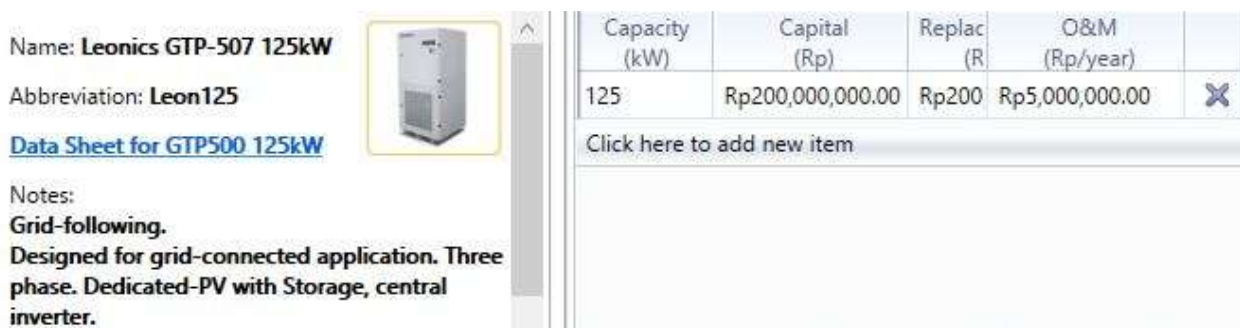 Name: Leonics GTP-507 125kW
Abbreviation: Leon125
Data Sheet for GTP500 125kW
Notes:
Grid-following.
Designed for grid-connected application. Three
phase. Dedicated-PV with Storage, central
inverter.
Capacity Capital Replac O&M
(kW) (Rp) (R (Rp/year)
125 Rp200,000,000.00 Rp200 Rp5,000,000.00
Click here to add new item